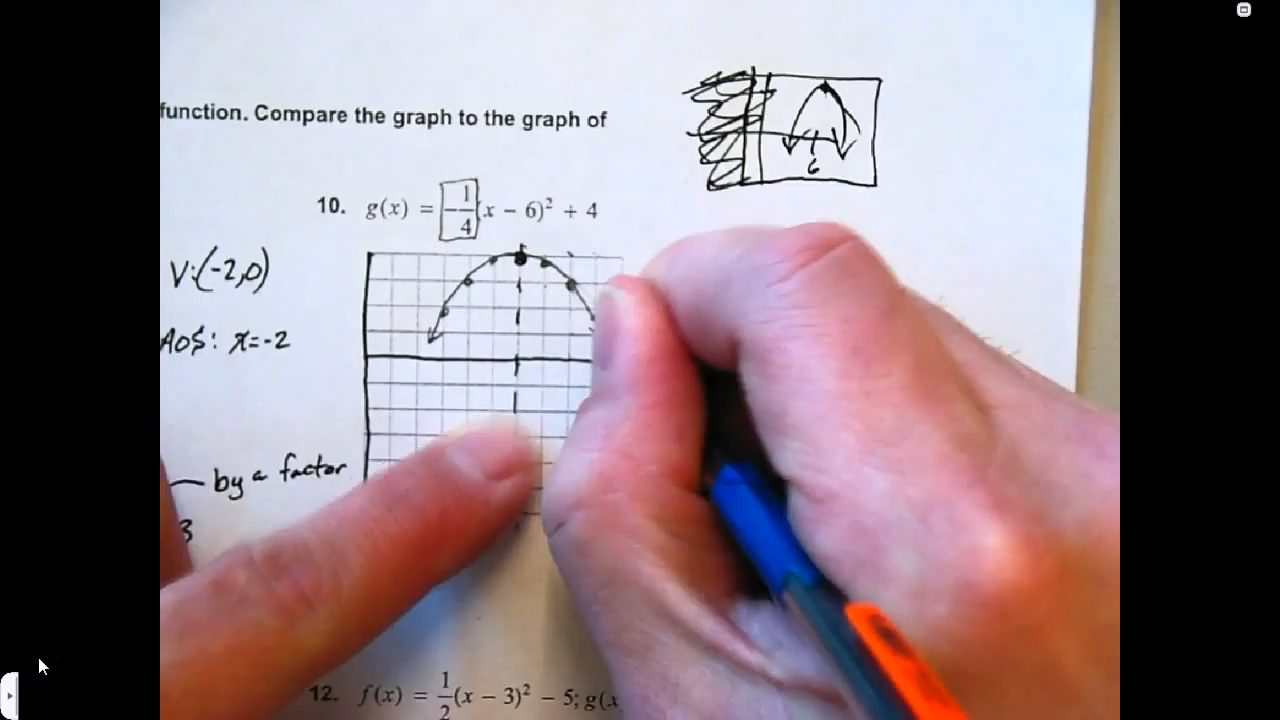 function. Compare the graph to the graph of
6
10. g(x) = -1/4(x - 6)² + 4
V:(-2,0)
AOS: x=-2
by a factor
3
12. f(x) = 1/2(x - 3)² - 5; g(x